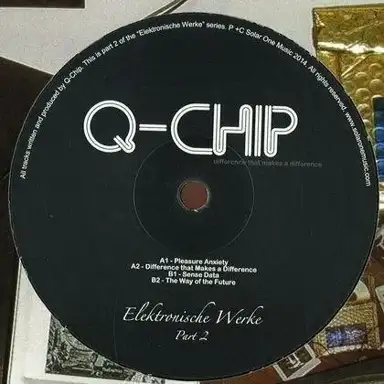 All tracks written and produced by Q-Chip. This is part 2 of the "Elektronische Werke" series. P +C Solar One Music 2014. All rights reserved. www.solaronemusic.com
Q-CHIP
difference that makes a difference
A1 - Pleasure Anxiety
A2 - Difference that Makes a Difference
B1 - Sense Data
B2 - The Way of the Future
Elektronische Werke
Part 2